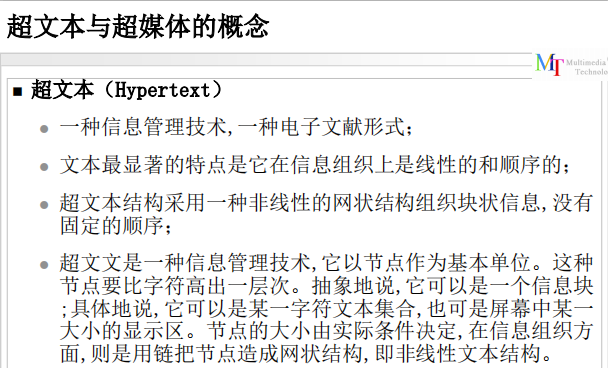 超文本与超媒体的概念
MT Multimedia
Technolo
■ 超文本（Hypertext）
● 一种信息管理技术,一种电子文献形式；
● 文本最显著的特点是它在信息组织上是线性的和顺序的；
● 超文本结构采用一种非线性的网状结构组织块状信息,没有
固定的顺序；
● 超文文是一种信息管理技术,它以节点作为基本单位。这种
节点要比字符高出一层次。抽象地说,它可以是一个信息块
;具体地说,它可以是某一字符文本集合,也可是屏幕中某一
大小的显示区。节点的大小由实际条件决定,在信息组织方
面,则是用链把节点造成网状结构,即非线性文本结构。